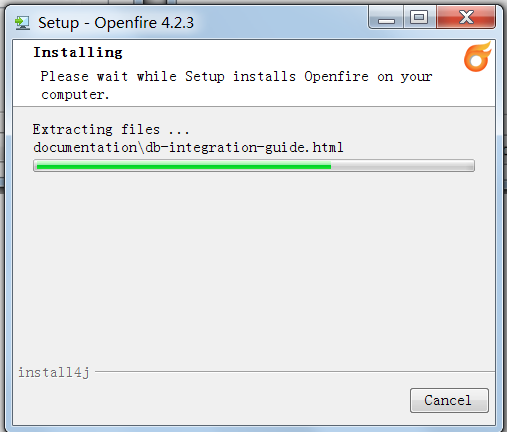 Setup - Openfire 4.2.3
Installing
Please wait while Setup installs Openfire on your
computer.
Extracting files ...
documentation\db-integration-guide.html
install4j
Cancel